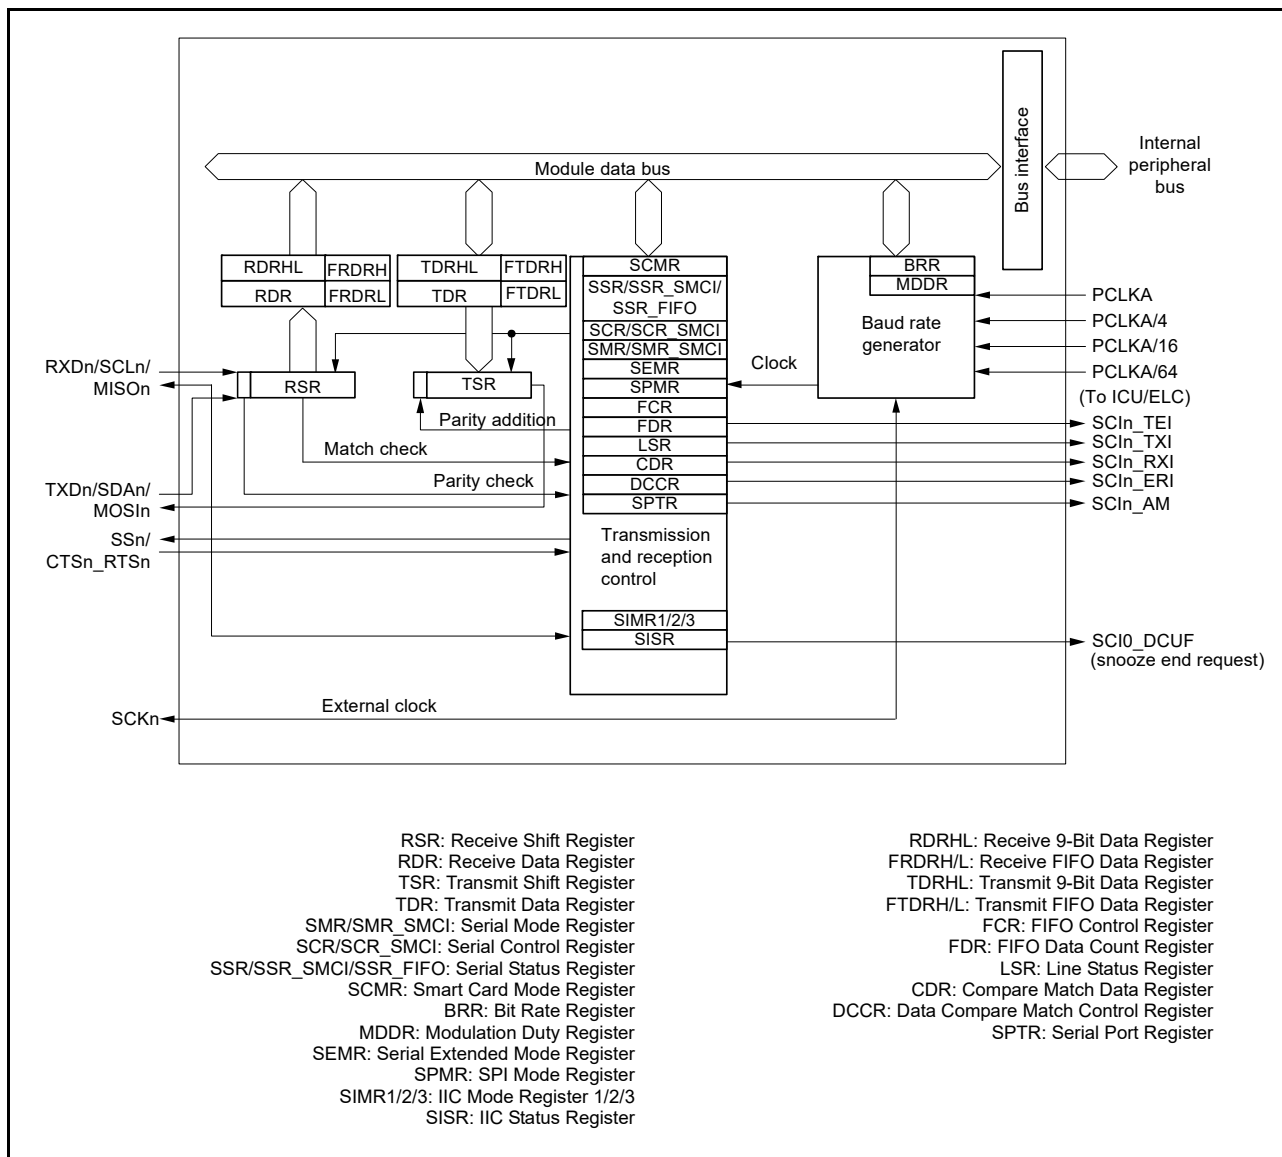 Bus interface
Internal
peripheral
bus
Module data bus
RDRHL
FRDRH
RDR
FRDRL
TDRHL
FTDRH
TDR
FTDRL
SCMR
SSR/SSR_SMCI/
SSR_FIFO
SCR/SCR_SMCI
SMR/SMR_SMCI
SEMR
SPMR
FCR
FDR
LSR
CDR
DCCR
SPTR
Transmission
and reception
control
SIMR1/2/3
SISR
BRR
MDDR
Baud rate
generator
Clock
PCLKA
PCLKA/4
PCLKA/16
PCLKA/64
(To ICU/ELC)
SCIn_TEI
SCIn_TXI
SCIn_RXI
SCIn_ERI
SCIn_AM
SCI0_DCUF
(snooze end request)
RXDn/SCLn/
MISOn
RSR
TSR
Parity addition
Match check
Parity check
TXDn/SDAn/
MOSIn
SSn/
CTSn_RTSn
External clock
SCKn
RSR: Receive Shift Register
RDR: Receive Data Register
TSR: Transmit Shift Register
TDR: Transmit Data Register
SMR/SMR_SMCI: Serial Mode Register
SCR/SCR_SMCI: Serial Control Register
SSR/SSR_SMCI/SSR_FIFO: Serial Status Register
SCMR: Smart Card Mode Register
BRR: Bit Rate Register
MDDR: Modulation Duty Register
SEMR: Serial Extended Mode Register
SPMR: SPI Mode Register
SIMR1/2/3: IIC Mode Register 1/2/3
SISR: IIC Status Register
RDRHL: Receive 9-Bit Data Register
FRDRH/L: Receive FIFO Data Register
TDRHL: Transmit 9-Bit Data Register
FTDRH/L: Transmit FIFO Data Register
FCR: FIFO Control Register
FDR: FIFO Data Count Register
LSR: Line Status Register
CDR: Compare Match Data Register
DCCR: Data Compare Match Control Register
SPTR: Serial Port Register